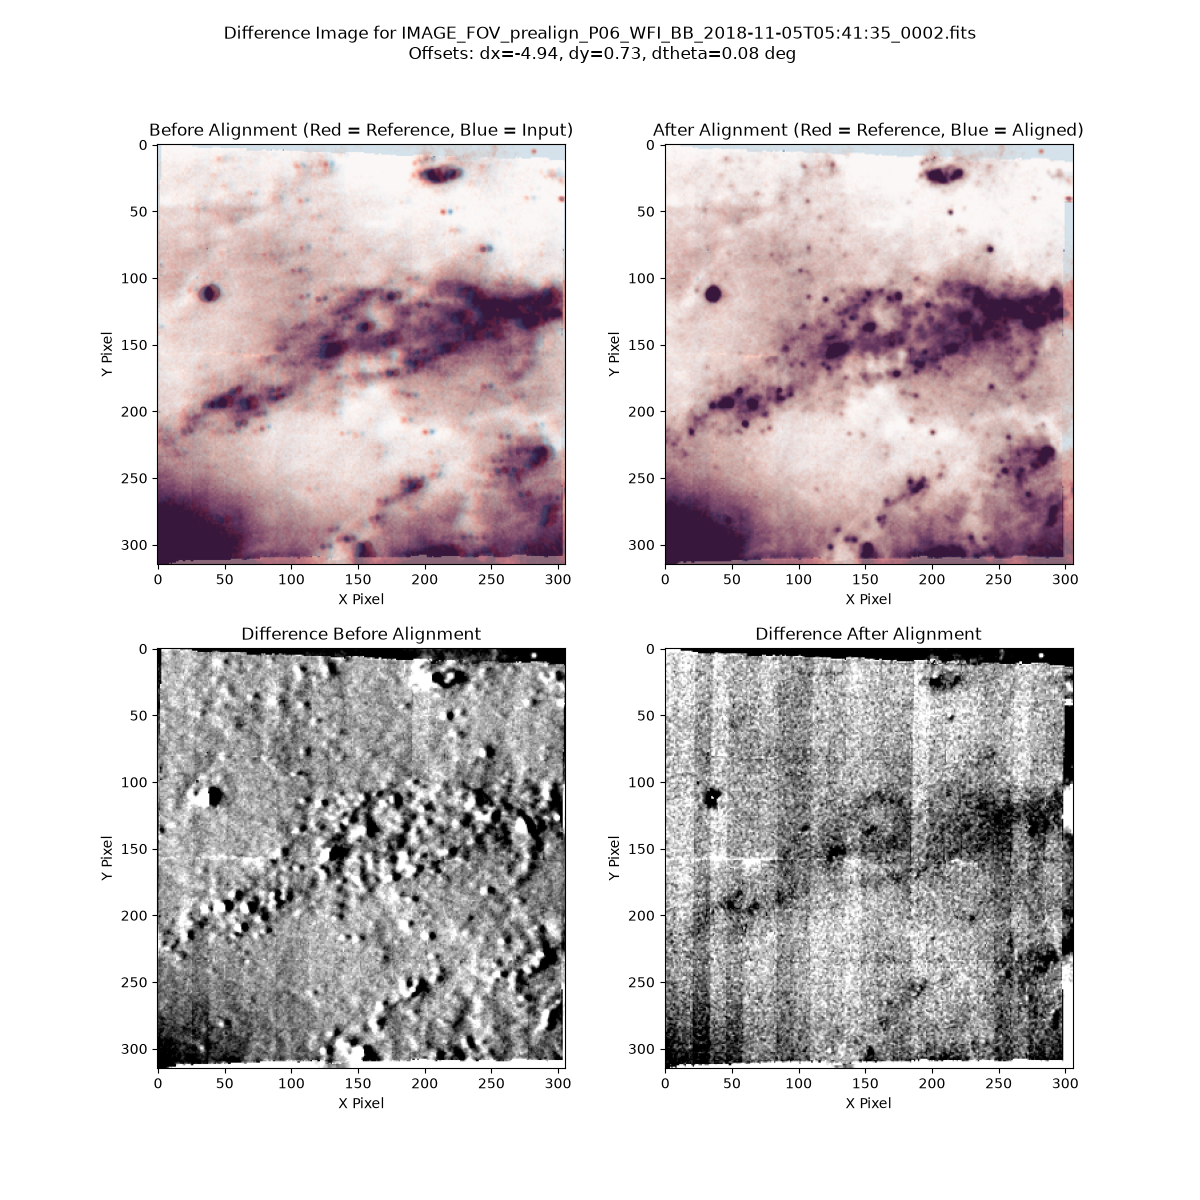 Difference Image for IMAGE_FOV_prealign_P06_WFI_BB_2018-11-05T05:41:35_0002.fits
Offsets: dx=-4.94, dy=0.73, dtheta=0.08 deg
Before Alignment (Red = Reference, Blue = Input)
0
50
100
150
200
250
300
Y Pixel
0 50 100 150 200 250 300
X Pixel
After Alignment (Red = Reference, Blue = Aligned)
0
50
100
150
200
250
300
Y Pixel
0 50 100 150 200 250 300
X Pixel
Difference Before Alignment
0
50
100
150
200
250
300
Y Pixel
0 50 100 150 200 250 300
X Pixel
Difference After Alignment
0
50
100
150
200
250
300
Y Pixel
0 50 100 150 200 250 300
X Pixel